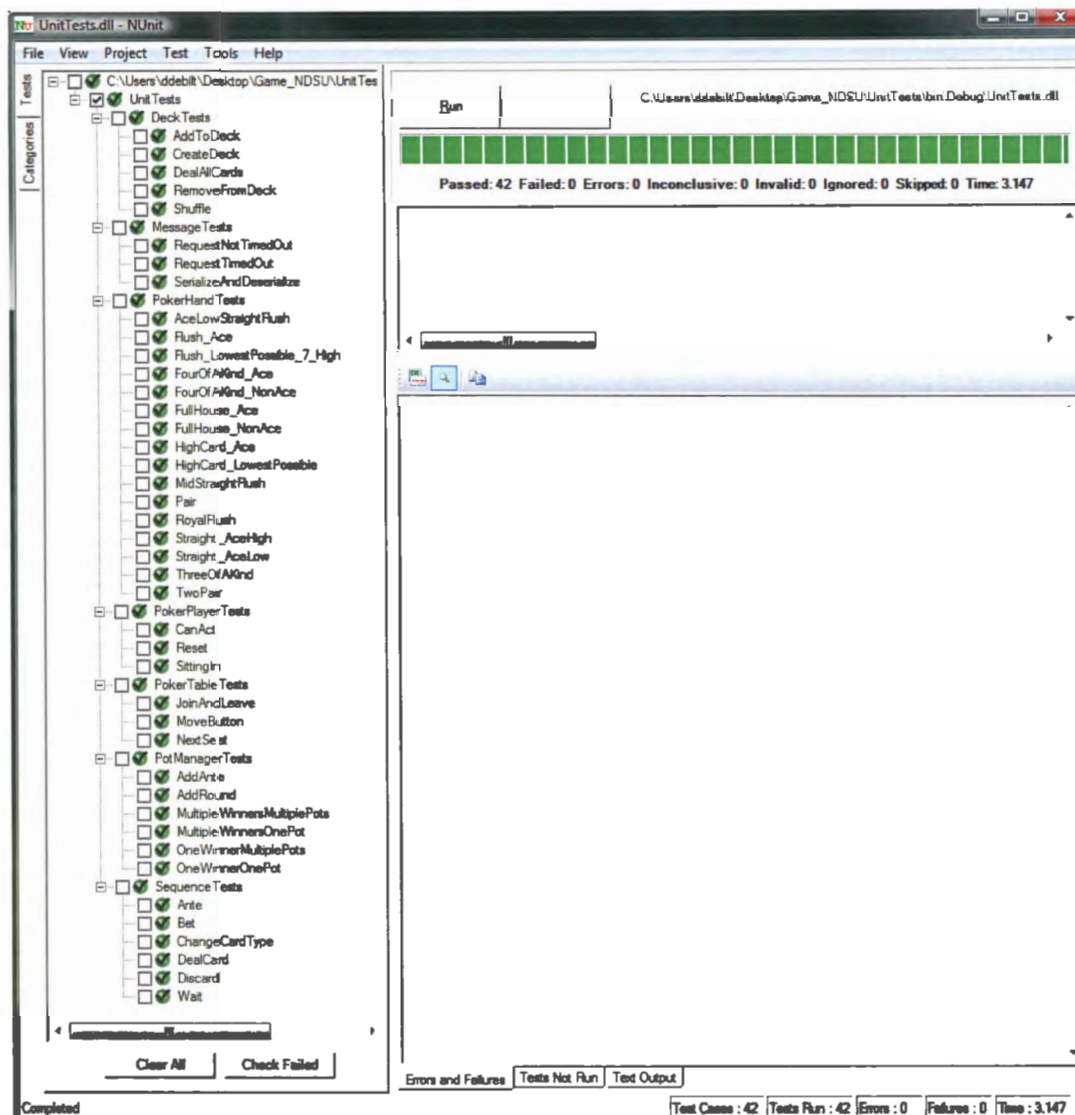 UnitTests.dll - NUnit
File View Project Test Tools Help
Tests
Categories
C:\Users\ddebilt\Desktop\Game_NDSU\UnitTes
UnitTests
DeckTests
AddToDeck
CreateDeck
DealAllCards
RemoveFromDeck
Shuffle
MessageTests
RequestNotTimedOut
RequestTimedOut
SerializeAndDeserialize
PokerHandTests
AceLowStraightFlush
Flush_Ace
Flush_LowestPossible_7_High
FourOfAKind_Ace
FourOfAKind_NonAce
FullHouse_Ace
FullHouse_NonAce
HighCard_Ace
HighCard_LowestPossible
MidStraightFlush
Pair
RoyalFlush
Straight_AceHigh
Straight_AceLow
ThreeOfAKind
TwoPair
PokerPlayerTests
CanAct
Reset
SittingIn
PokerTableTests
JoinAndLeave
MoveButton
NextSeat
PotManagerTests
AddAnte
AddRound
MultipleWinnersMultiplePots
MultipleWinnersOnePot
OneWinnerMultiplePots
OneWinnerOnePot
SequenceTests
Ante
Bet
ChangeCardType
DealCard
Discard
Wait
Clear All Check Failed
Run
C:\Users\ddebilt\Desktop\Game_NDSU\UnitTests\bin\Debug\UnitTests.dll
Passed: 42 Failed: 0 Errors: 0 Inconclusive: 0 Invalid: 0 Ignored: 0 Skipped: 0 Time: 3.147
Errors and Failures Tests Not Run Text Output
Completed Test Cases : 42 Tests Run : 42 Errors : 0 Failures : 0 Time : 3.147